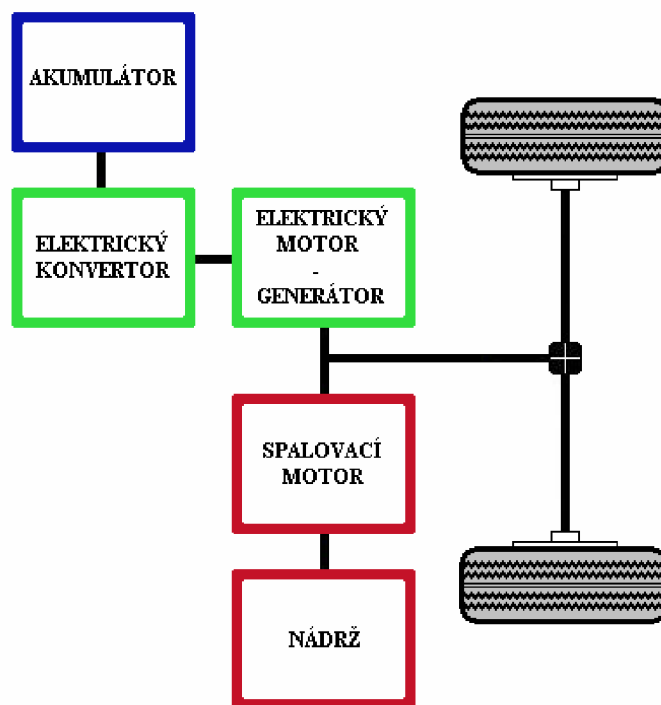 AKUMULÁTOR
ELEKTRICKÝ
KONVERTOR
ELEKTRICKÝ
MOTOR
-
GENERÁTOR
SPALOVACÍ
MOTOR
NÁDRŽ